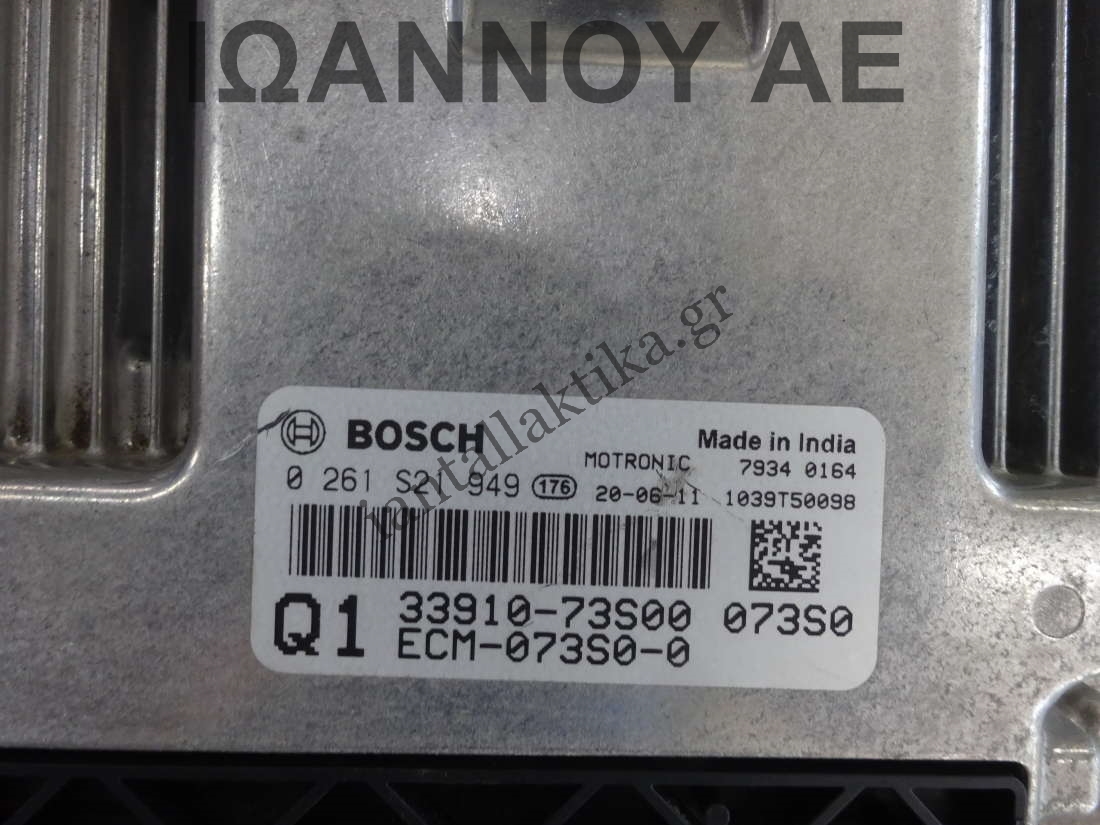 ΙΩΑΝΝΟΥ ΑΕ
iantallaktika.gr
BOSCH
Made in India
0 261 S21 949 176
MOTRONIC
7934 0164
20-06-11
1039T50098
Q1
33910-73S00 073S0
ECM-073S0-0